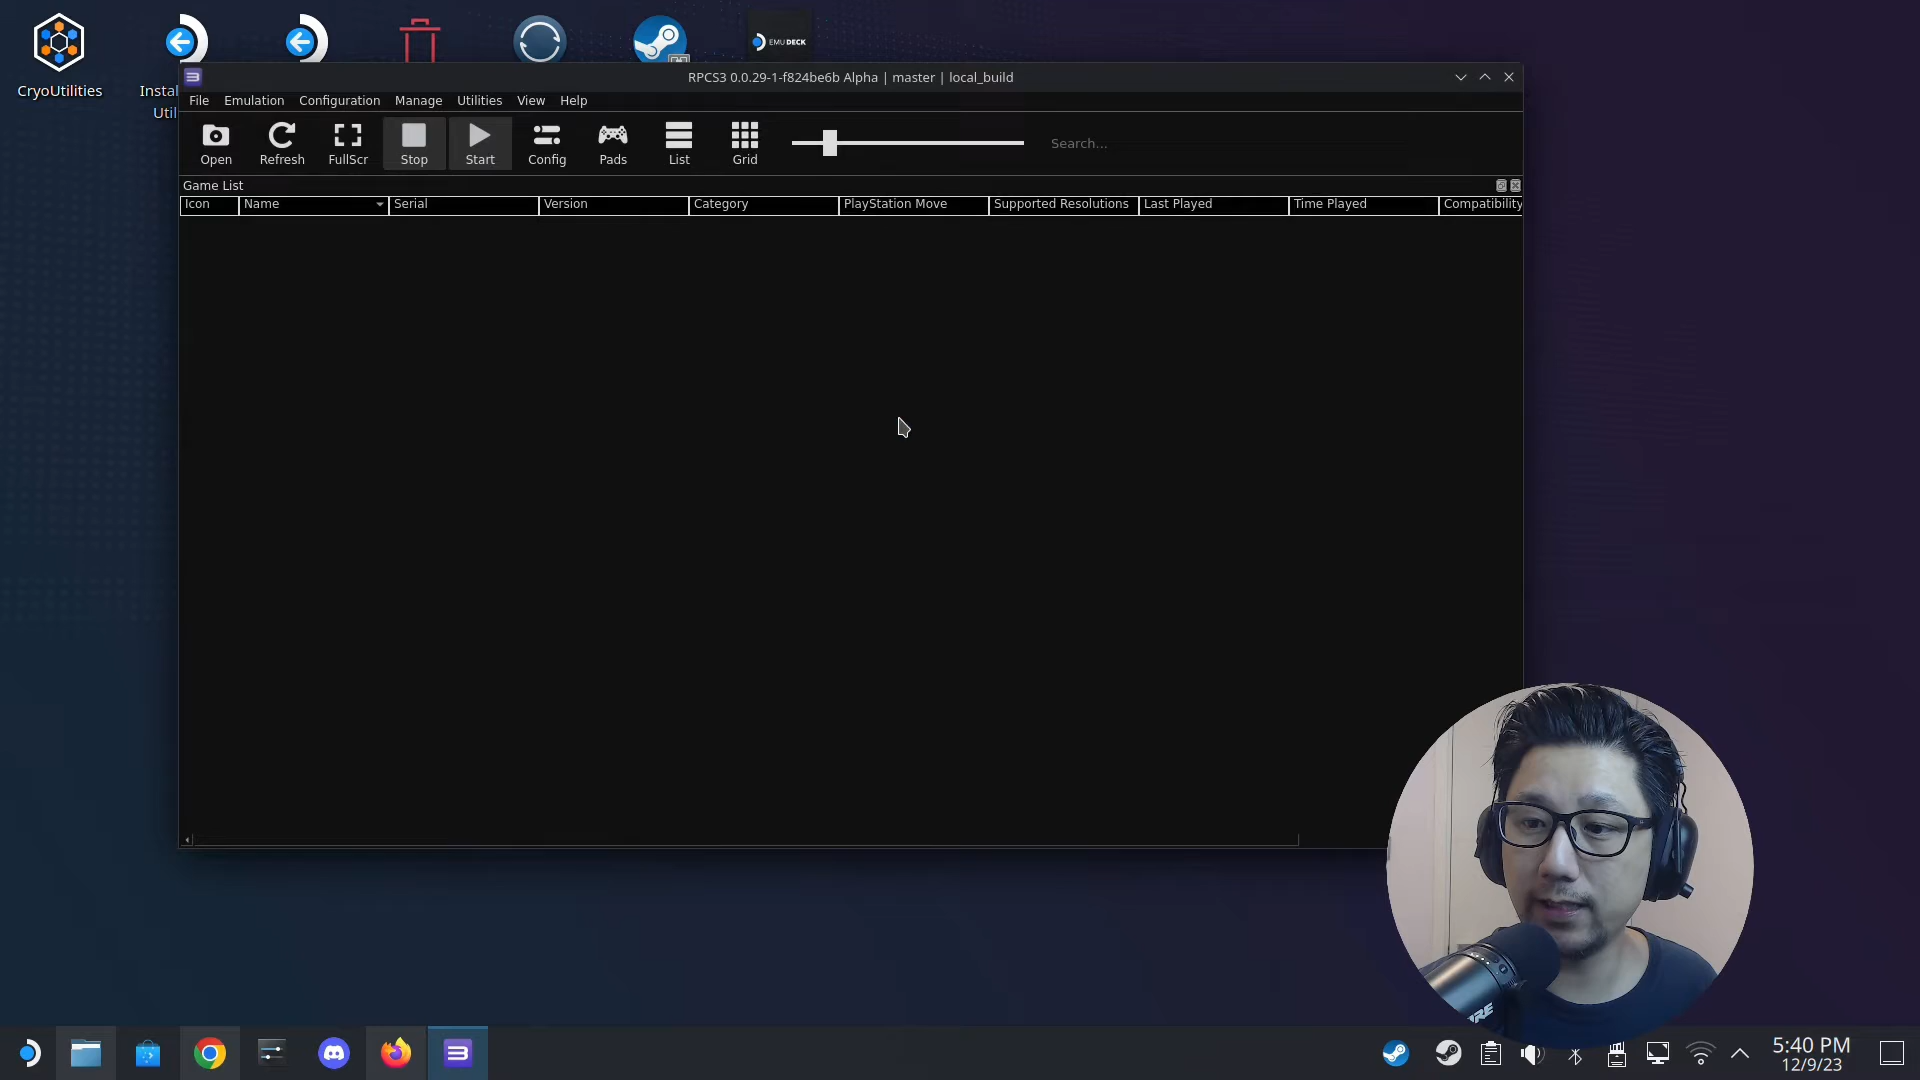 EMUDECK
CryoUtilities
Instal
Util
RPCS3 0.0.29-1-f824be6b Alpha | master | local_build
File Emulation Configuration Manage Utilities View Help
Open Refresh FullScr Stop Start Config Pads List Grid Search...
Game List
Icon Name Serial Version Category PlayStation Move Supported Resolutions Last Played Time Played Compatibility
5:40 PM
12/9/23